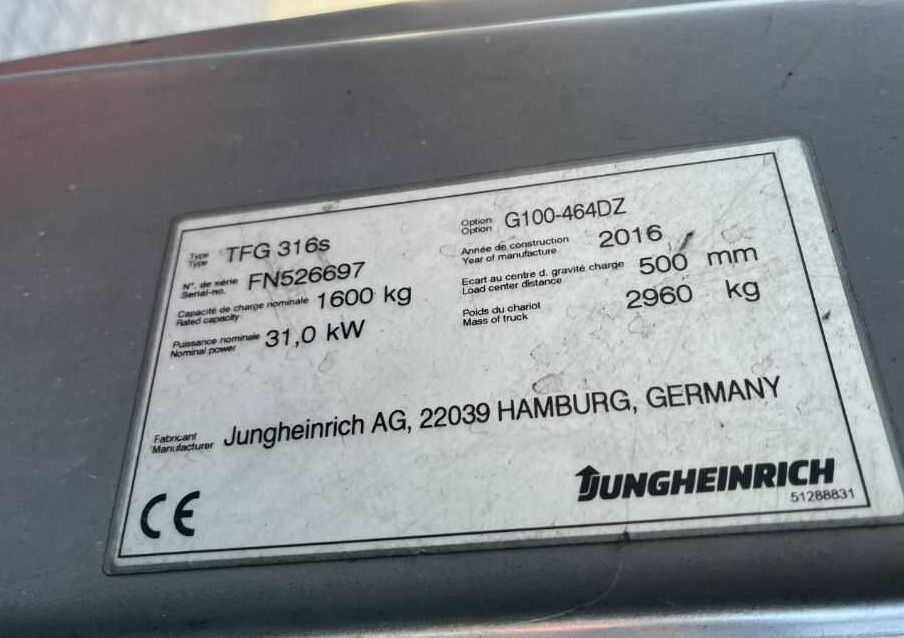 Type
Type TFG 316s
Option
Option G100-464DZ
N°. de série
Serial-no. FN526697
Année de construction
Year of manufacture 2016
Capacité de charge nominale
Rated capacity 1600 kg
Ecart au centre d. gravité charge
Load center distance 500 mm
Puissance nominale
Nominal power 31,0 kW
Poids du chariot
Mass of truck 2960 kg
Fabricant
Manufacturer Jungheinrich AG, 22039 HAMBURG, GERMANY
JUNGHEINRICH
51288831
CE